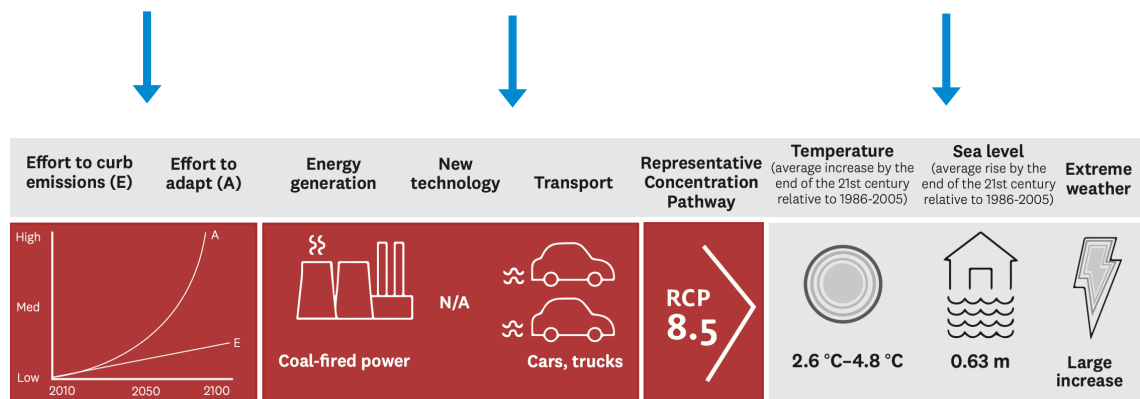 Effort to curb
emissions (E)
Effort to
adapt (A)
Energy
generation
New
technology
Transport
Representative
Concentration
Pathway
Temperature
(average increase by the
end of the 21st century
relative to 1986-2005)
Sea level
(average rise by the
end of the 21st century
relative to 1986-2005)
Extreme
weather
High
Med
Low
A
E
2010
2050
2100
Coal-fired power
N/A
Cars, trucks
RCP
8.5
2.6 °C–4.8 °C
0.63 m
Large
increase